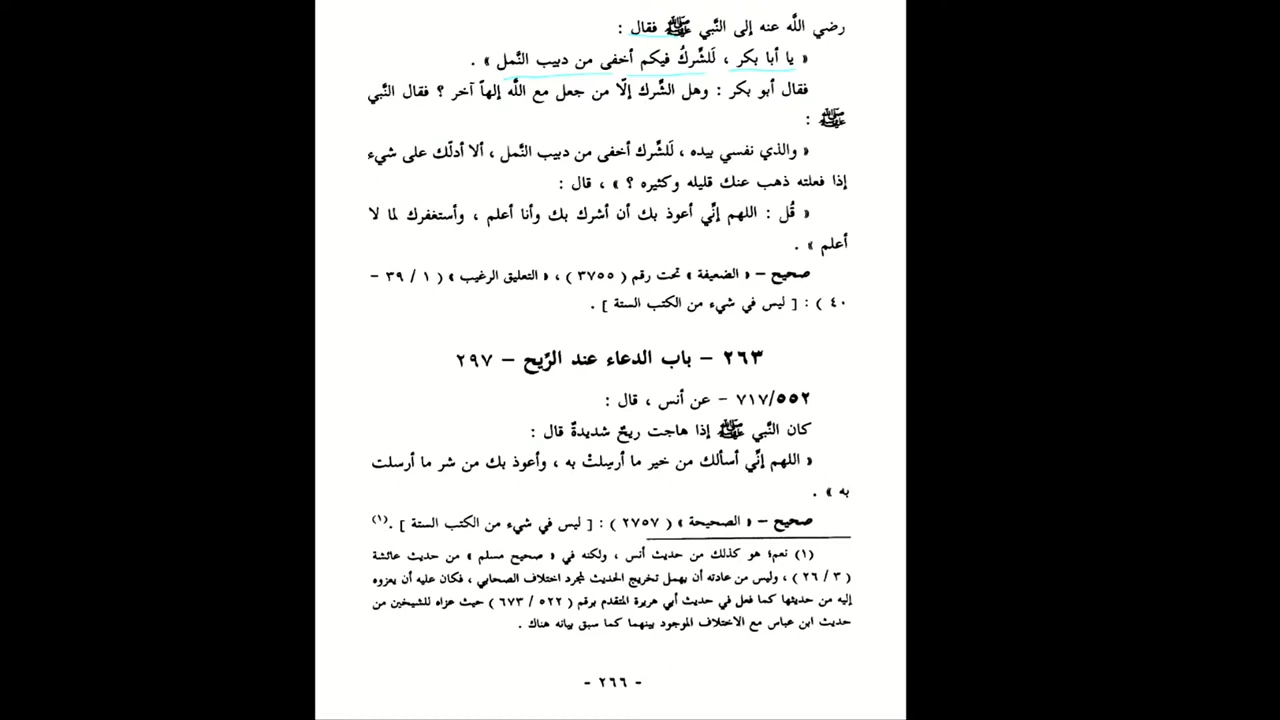 رضي اللَّه عنه إلى النَّبي ﷺ فقال :
« يا أبا بكر ، لَلشِّركُ فيكم أخفى من دبيب النَّمل » .
فقال أبو بكر : وهل الشِّرك إلّا من جعل مع اللَّه إلهاً آخر ؟ فقال النَّبي
ﷺ :
« والذي نفسي بيده ، لَلشِّرك أخفى من دبيب النَّمل ، ألا أدلّك على شيء
إذا فعلته ذهب عنك قليله وكثيره ؟ » ، قال :
« قُل : اللهم إنِّي أعوذ بك أن أشرك بك وأنا أعلم ، وأستغفرك لما لا
أعلم » .
صحيح – « الضعيفة » تحت رقم ( ٣٧٥٥ ) ، « التعليق الرغيب » ( ١ / ٣٩ –
٤٠ ) : [ ليس في شيء من الكتب الستة ] .
٢٦٣ – باب الدعاء عند الرِّيح – ٢٩٧
٧١٧/٥٥٢ – عن أنس ، قال :
كان النَّبي ﷺ إذا هاجت ريحٌ شديدةٌ قال :
« اللهم إنِّي أسألك من خير ما أرسِلتْ به ، وأعوذ بك من شر ما أرسلت
به » .
صحيح – « الصحيحة » ( ٢٧٥٧ ) : [ ليس في شيء من الكتب الستة ] .(١)
(١) نعم؛ هو كذلك من حديث أنس ، ولكنه في « صحيح مسلم » من حديث عائشة
( ٣ / ٢٦ ) ، وليس من عادته أن يهمل تخريج الحديث لمجرد اختلاف الصحابي ، فكان عليه أن يعزوه
إليه من حديثها كما فعل في حديث أبي هريرة المتقدم برقم ( ٥٢٢ / ٦٧٣ ) حيث عزاه للشيخين من
حديث ابن عباس مع الاختلاف الموجود بينهما كما سبق بيانه هناك .
- ٢٦٦ -